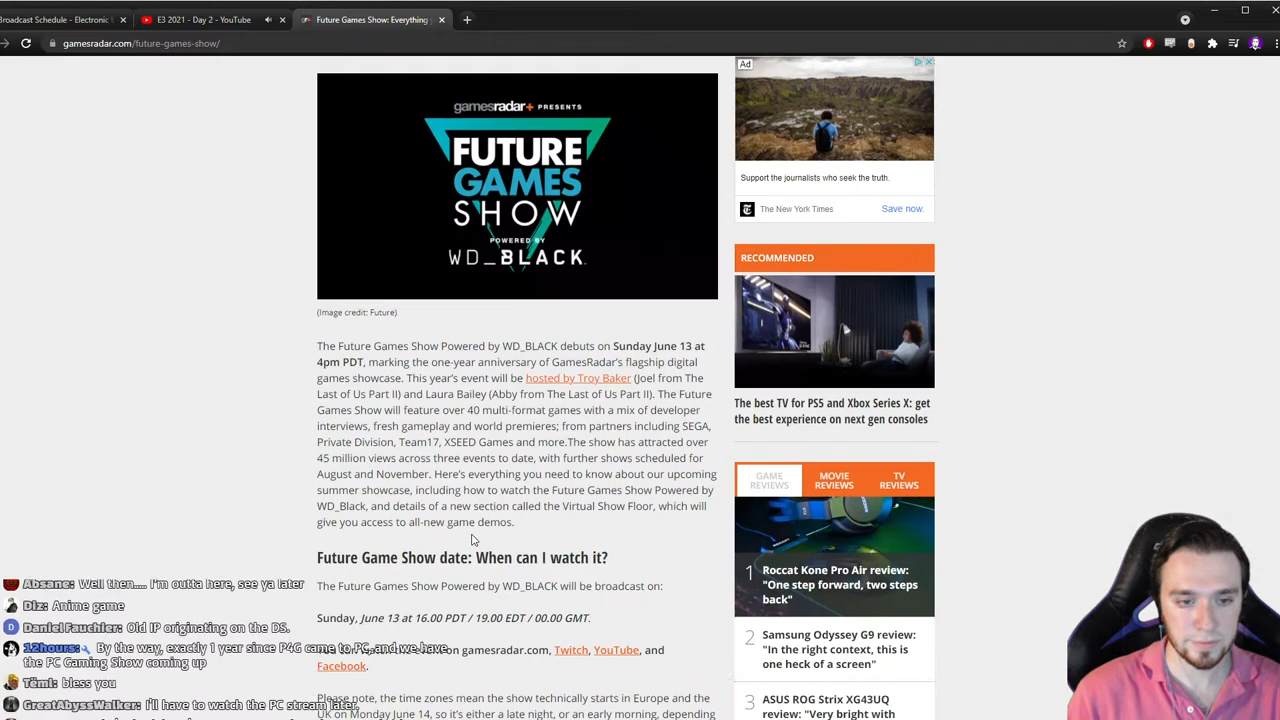 Broadcast Schedule - Electronic
E3 2021 - Day 2 - YouTube
Future Games Show: Everything
gamesradar.com/future-games-show/
gamesradar+ PRESENTS
FUTURE
GAMES
SHOW
POWERED BY
WD_BLACK
(Image credit: Future)
The Future Games Show Powered by WD_BLACK debuts on Sunday June 13 at
4pm PDT, marking the one-year anniversary of GamesRadar's flagship digital
games showcase. This year's event will be hosted by Troy Baker (Joel from The
Last of Us Part II) and Laura Bailey (Abby from The Last of Us Part II). The Future
Games Show will feature over 40 multi-format games with a mix of developer
interviews, fresh gameplay and world premieres; from partners including SEGA,
Private Division, Team17, XSEED Games and more.The show has attracted over
45 million views across three events to date, with further shows scheduled for
August and November. Here's everything you need to know about our upcoming
summer showcase, including how to watch the Future Games Show Powered by
WD_Black, and details of a new section called the Virtual Show Floor, which will
give you access to all-new game demos.
Future Game Show date: When can I watch it?
The Future Games Show Powered by WD_BLACK will be broadcast on:
Sunday, June 13 at 16.00 PDT / 19.00 EDT / 00.00 GMT.
on gamesradar.com, Twitch, YouTube, and
Facebook.
Please note, the time zones mean the show technically starts in Europe and the
UK on Monday June 14, so it's either a late night, or an early morning, depending
Ad
Support the journalists who seek the truth.
The New York Times
Save now.
RECOMMENDED
The best TV for PS5 and Xbox Series X: get
the best experience on next gen consoles
GAME
REVIEWS
MOVIE
REVIEWS
TV
REVIEWS
1
Roccat Kone Pro Air review:
"One step forward, two steps
back"
2
Samsung Odyssey G9 review:
"In the right context, this is
one heck of a screen"
3
ASUS ROG Strix XG43UQ
review: "Very bright with
Absane: Well then.... I'm outta here, see ya later
Diz: Anime game
Daniel Fauchler: Old IP originating on the DS.
12hours: By the way, exactly 1 year since P4G came to PC, and we have
the PC Gaming Show coming up
Temi: bless you
GreatAbyssWalker: I'll have to watch the PC stream later.